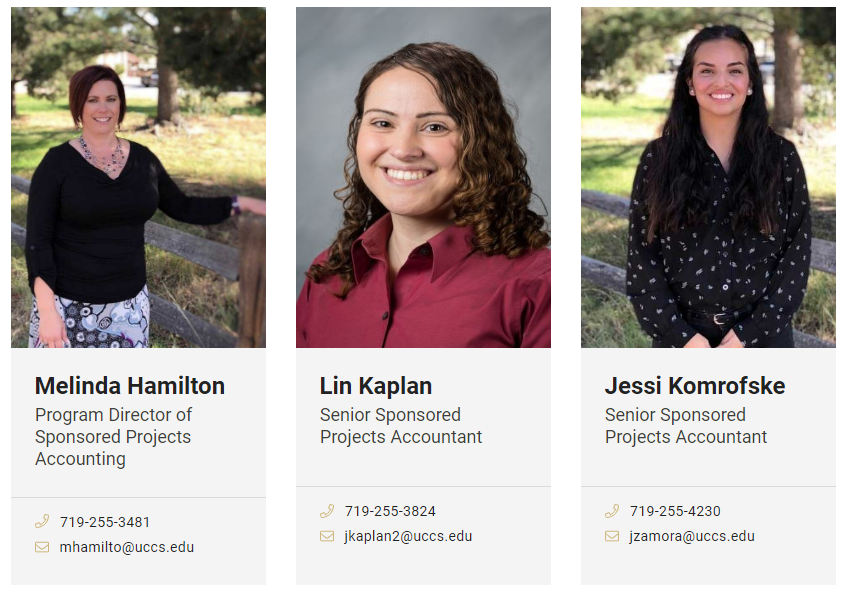 Melinda Hamilton
Program Director of
Sponsored Projects
Accounting
719-255-3481
mhamilto@uccs.edu
Lin Kaplan
Senior Sponsored
Projects Accountant
719-255-3824
jkaplan2@uccs.edu
Jessi Komrofske
Senior Sponsored
Projects Accountant
719-255-4230
jzamora@uccs.edu